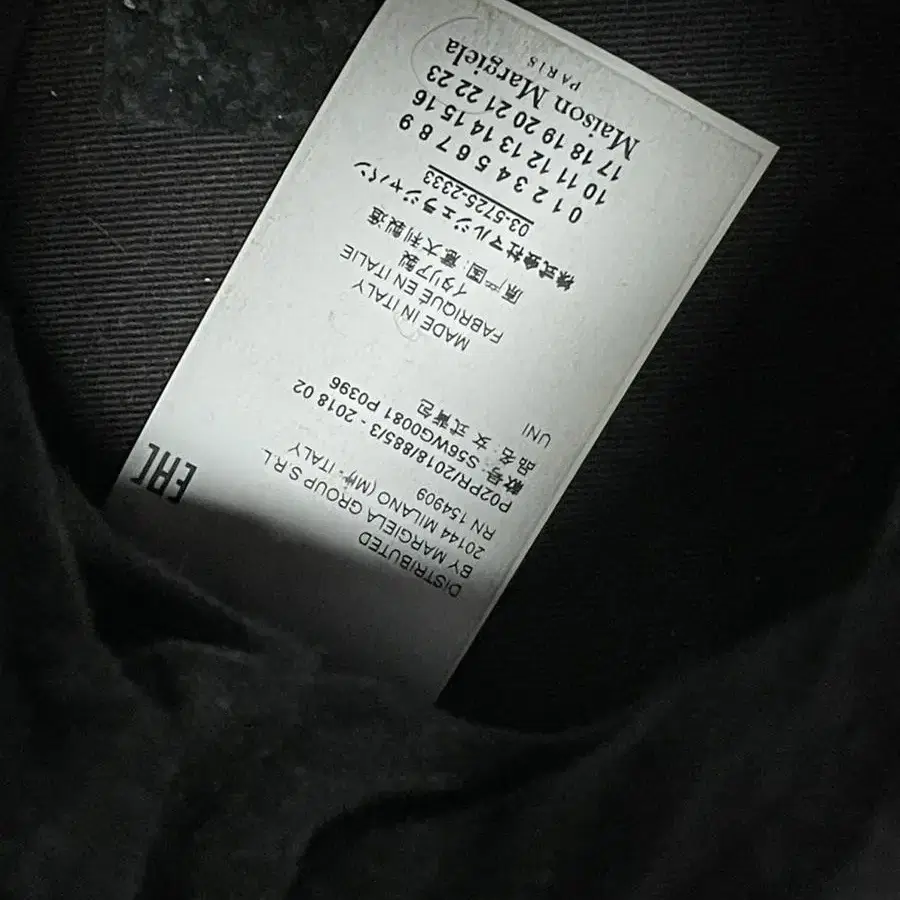 Maison Margiela
PARIS
0 1 2 3 4 5 6 7 8 9
10 11 12 13 14 15 16
17 18 19 20 21 22 23
株式会社マルジェラジャパン
03-5725-2333
原产国: 意大利製造
イタリア製
FABRIQUÉ EN ITALIE
MADE IN ITALY
UNI
品名: 女式背包
款号: S56WG0081 P0396
P02PR/2018/885/3 - 2018 02
RN 154909
20144 MILANO (MI) - ITALY
BY MARGIELA GROUP S R L
DISTRIBUTED
EAC